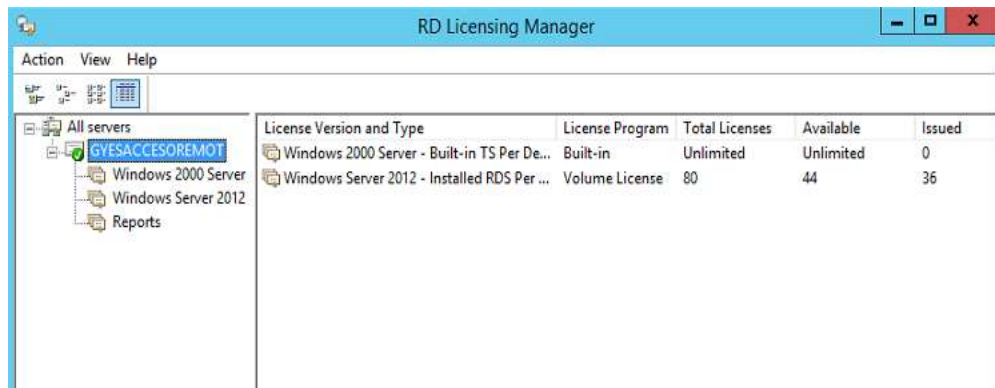 RD Licensing Manager
Action View Help
All servers
GYESACCESOREMOT
Windows 2000 Server
Windows Server 2012
Reports
License Version and Type License Program Total Licenses Available Issued
Windows 2000 Server - Built-in TS Per De... Built-in Unlimited Unlimited 0
Windows Server 2012 - Installed RDS Per ... Volume License 80 44 36